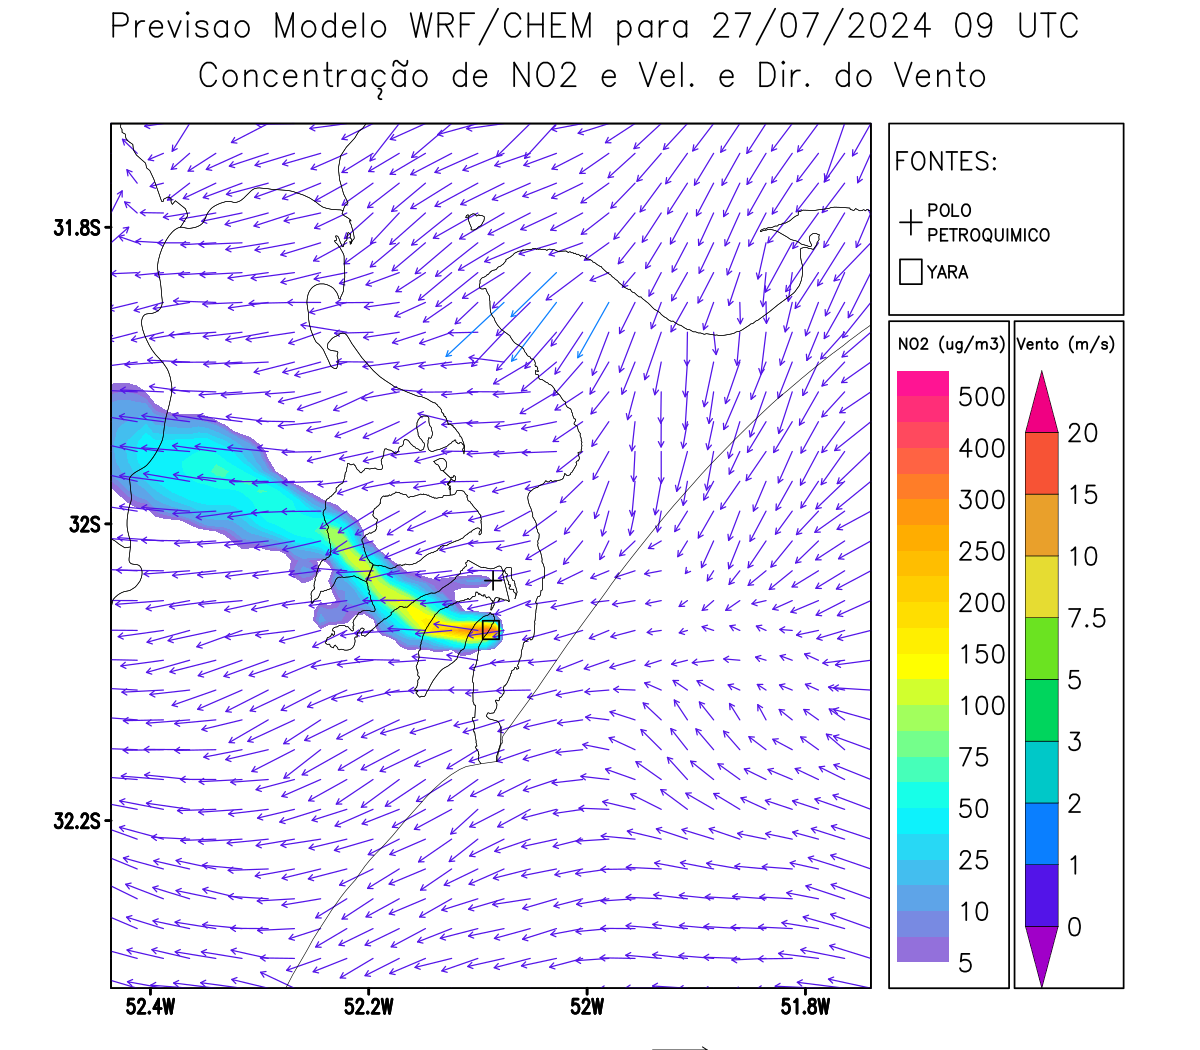 Previsao Modelo WRF/CHEM para 27/07/2024 09 UTC
Concentração de NO2 e Vel. e Dir. do Vento
31.8S
32S
32.2S
52.4W
52.2W
52W
51.8W
FONTES:
POLO
PETROQUIMICO
YARA
NO2 (ug/m3)
500
400
300
250
200
150
100
75
50
25
10
5
Vento (m/s)
20
15
10
7.5
5
3
2
1
0